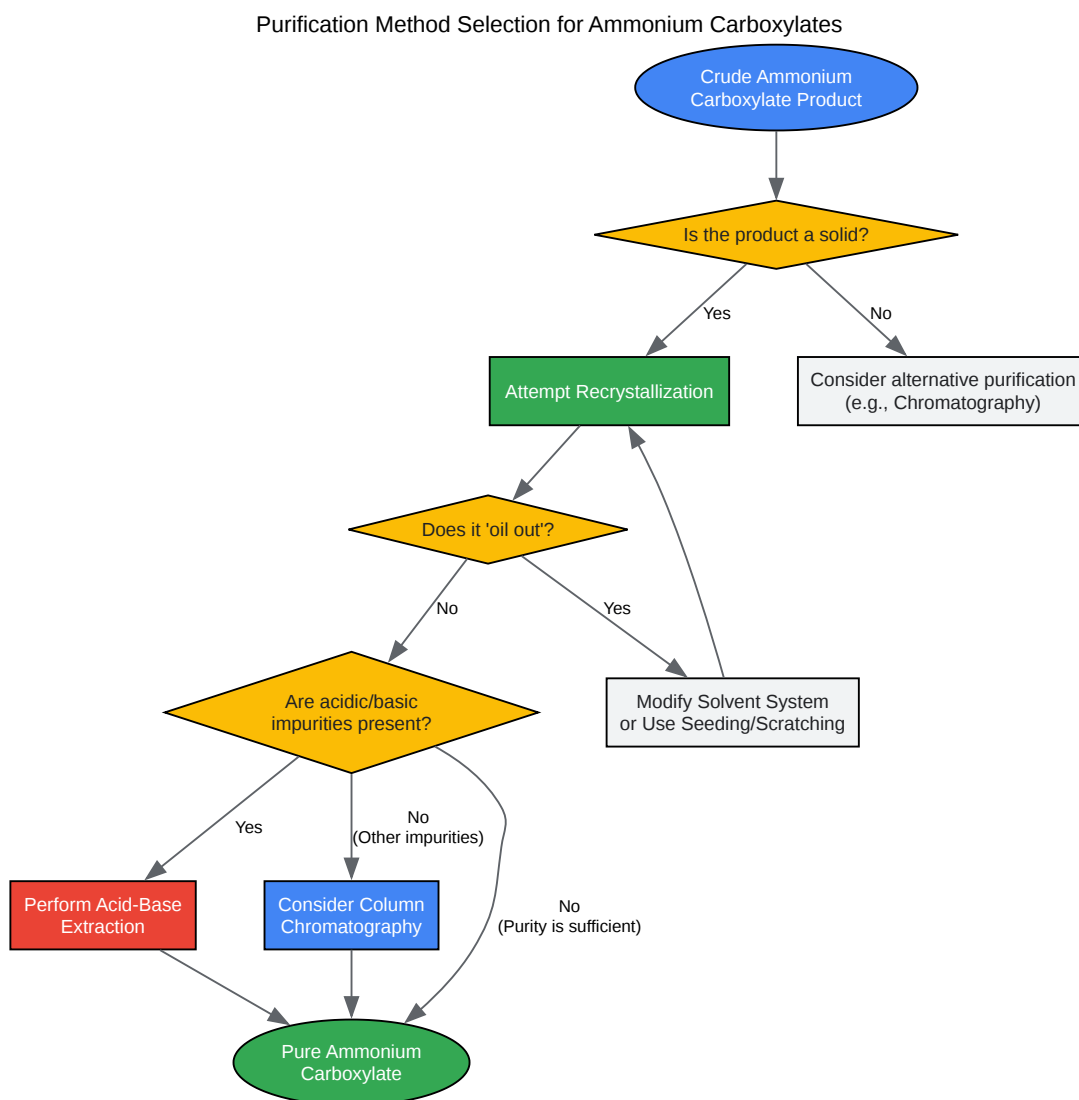 Purification Method Selection for Ammonium Carboxylates
Crude Ammonium
Carboxylate Product
Is the product a solid?
Yes
No
Attempt Recrystallization
Consider alternative purification
(e.g., Chromatography)
Does it 'oil out'?
No
Yes
Are acidic/basic
impurities present?
Modify Solvent System
or Use Seeding/Scratching
Yes
No
(Other impurities)
No
(Purity is sufficient)
Perform Acid-Base
Extraction
Consider Column
Chromatography
Pure Ammonium
Carboxylate